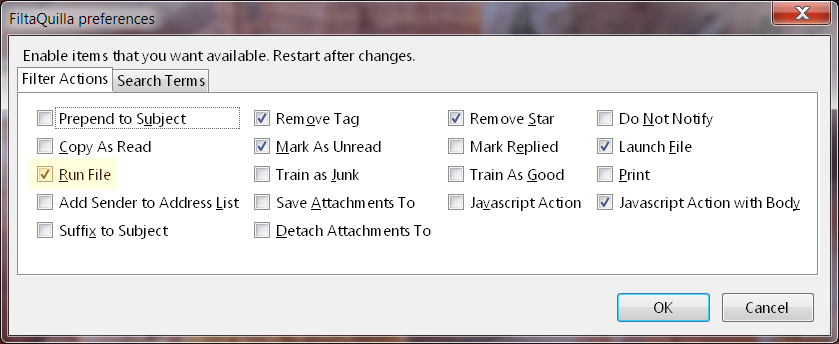 FiltaQuilla preferences
Enable items that you want available. Restart after changes.
Filter Actions Search Terms
Prepend to Subject Remove Tag Remove Star Do Not Notify
Copy As Read Mark As Unread Mark Replied Launch File
Run File Train as Junk Train As Good Print
Add Sender to Address List Save Attachments To Javascript Action Javascript Action with Body
Suffix to Subject Detach Attachments To
OK Cancel